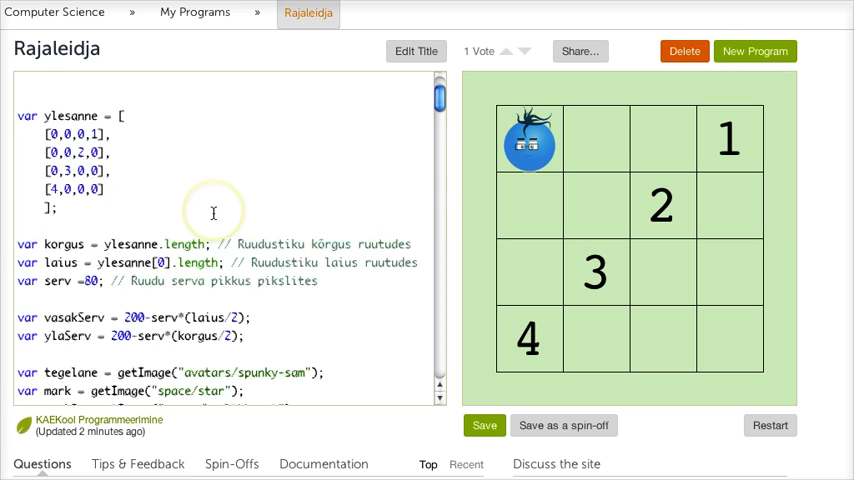 Computer Science » My Programs » Rajaleidja
Rajaleidja
Edit Title
1 Vote
Share...
Delete
New Program
var ylesanne = [
[0,0,0,1],
[0,0,2,0],
[0,3,0,0],
[4,0,0,0]
];
var korgus = ylesanne.length; // Ruudustiku kõrgus ruutudes
var laius = ylesanne[0].length; // Ruudustiku laius ruutudes
var serv =80; // Ruudu serva pikkus pikslites
var vasakServ = 200-serv*(laius/2);
var ylaServ = 200-serv*(korgus/2);
var tegelane = getImage("avatars/spunky-sam");
var mark = getImage("space/star");
1
2
3
4
KAEKool Programmeerimine
(Updated 2 minutes ago)
Save
Save as a spin-off
Restart
Questions
Tips & Feedback
Spin-Offs
Documentation
Top
Recent
Discuss the site